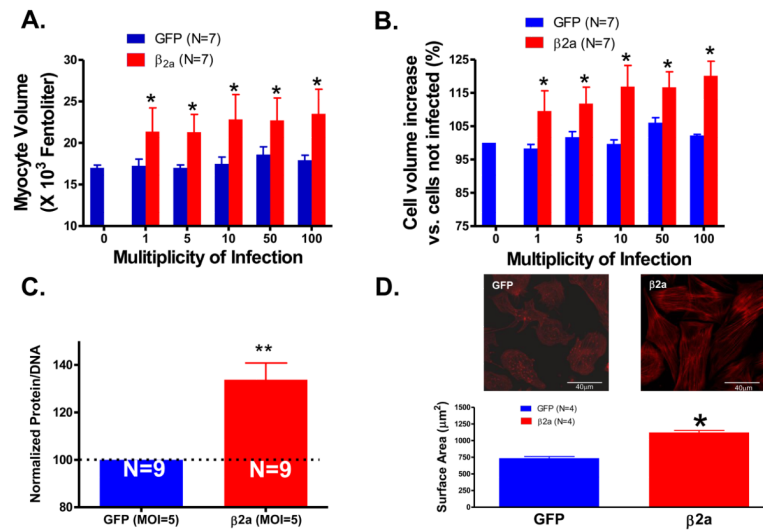 A.
GFP (N=7)
β2a (N=7)
Myocyte Volume
(X 10³ Fentoliter)
30
25
20
15
10
* * * * *
0 1 5 10 50 100
Mulitiplicity of Infection
B.
GFP (N=7)
β2a (N=7)
Cell volume increase
vs. cells not infected (%)
125
115
105
95
85
75
* * * * *
0 1 5 10 50 100
Multiplicity of Infection
C.
Normalized Protein/DNA
140
120
100
80
**
N=9 N=9
GFP (MOI=5) β2a (MOI=5)
D.
GFP
40µm
β2a
40µm
GFP (N=4)
β2a (N=4)
Surface Area (µm²)
1500
1250
1000
750
500
250
0
*
GFP β2a